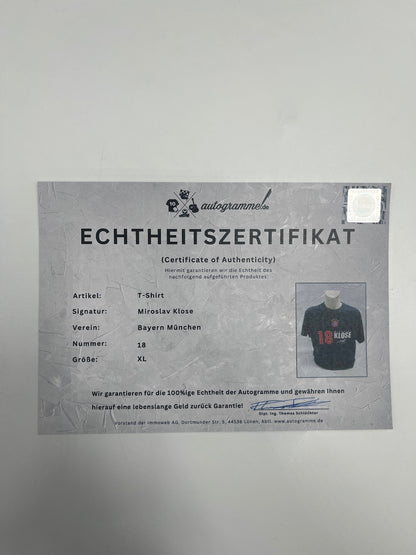 autogramme.de
ECHTHEITSZERTIFIKAT
(Certificate of Authenticity)
Hiermit garantieren wir die Echtheit des
nachfolgend aufgeführten Produktes:
Artikel: T-Shirt
Signatur: Miroslav Klose
Verein: Bayern München
Nummer: 18
Größe: XL
18 KLOSE
Wir garantieren für die 100%ige Echtheit der Autogramme und gewähren Ihnen
hierauf eine lebenslange Geld zurück Garantie!
Dipl. Ing. Thomas Schlüchter
Vorstand der Immoweb AG, Dortmunder Str. 5, 44536 Lünen, Abtl. www.autogramme.de